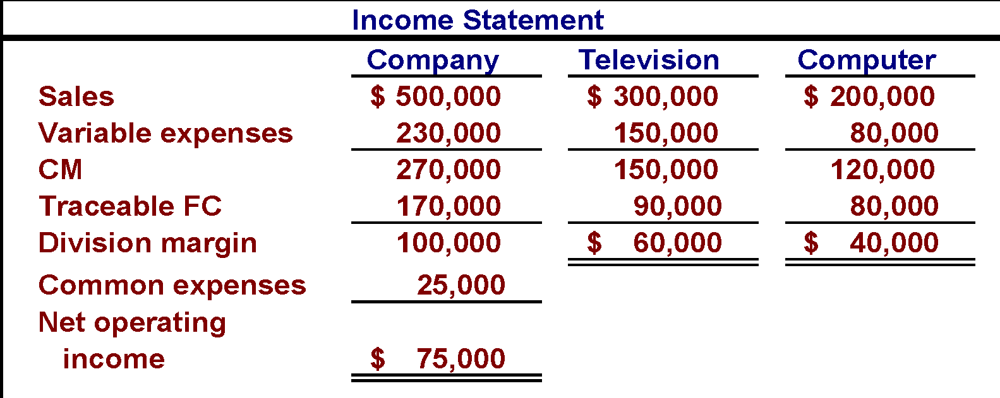 Income Statement
Company Television Computer
Sales $ 500,000 $ 300,000 $ 200,000
Variable expenses 230,000 150,000 80,000
CM 270,000 150,000 120,000
Traceable FC 170,000 90,000 80,000
Division margin 100,000 $ 60,000 $ 40,000
Common expenses 25,000
Net operating
income $ 75,000